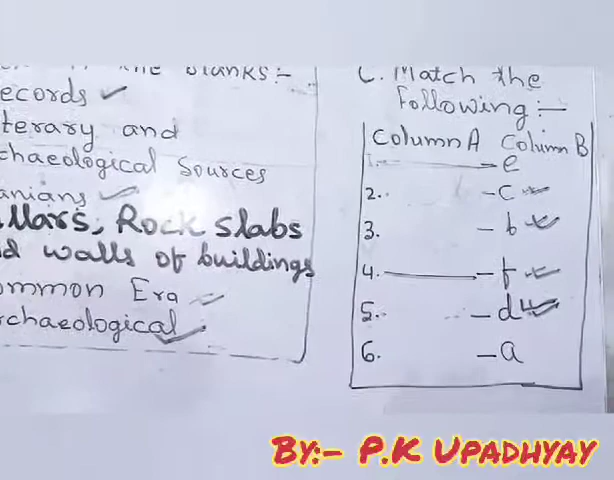 the blanks:-
ecords
terary and
chaeological Sources
anians
llars, Rock slabs
d walls of buildings
ommon Era
rchaeological
C. Match the
Following:-
Column A Column B
1. - e
2. - c
3. - b
4. - f
5. - d
6. - a
By:- P.K Upadhyay